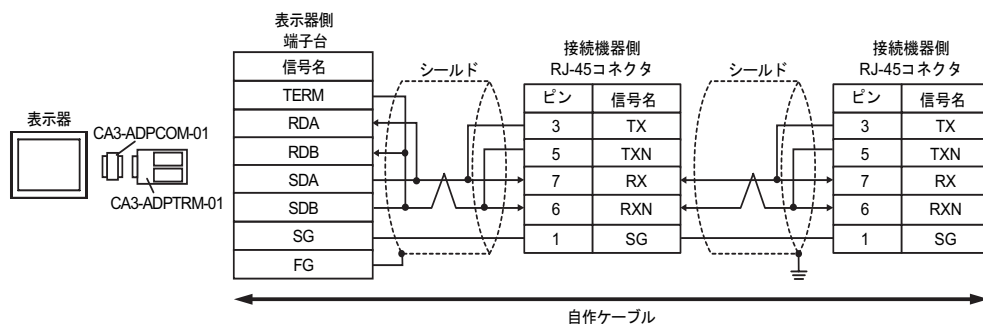 表示器
CA3-ADPCOM-01
CA3-ADPTRM-01
表示器側
端子台
信号名
TERM
RDA
RDB
SDA
SDB
SG
FG
シールド
接続機器側
RJ-45コネクタ
ピン 信号名
3 TX
5 TXN
7 RX
6 RXN
1 SG
シールド
接続機器側
RJ-45コネクタ
ピン 信号名
3 TX
5 TXN
7 RX
6 RXN
1 SG
自作ケーブル